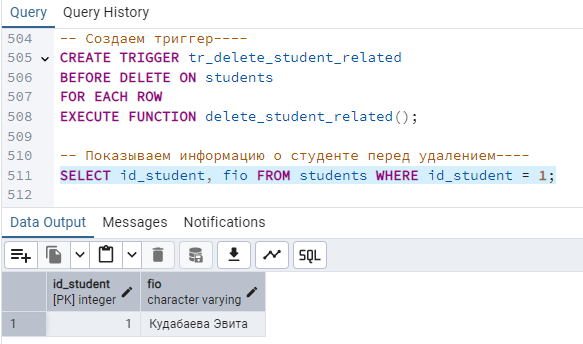 Query Query History
504 -- Создаем триггер----
505 CREATE TRIGGER tr_delete_student_related
506 BEFORE DELETE ON students
507 FOR EACH ROW
508 EXECUTE FUNCTION delete_student_related();
509
510 -- Показываем информацию о студенте перед удалением----
511 SELECT id_student, fio FROM students WHERE id_student = 1;
512
Data Output Messages Notifications
SQL
id_student fio
[PK] integer character varying
1 1 Кудабаева Эвита